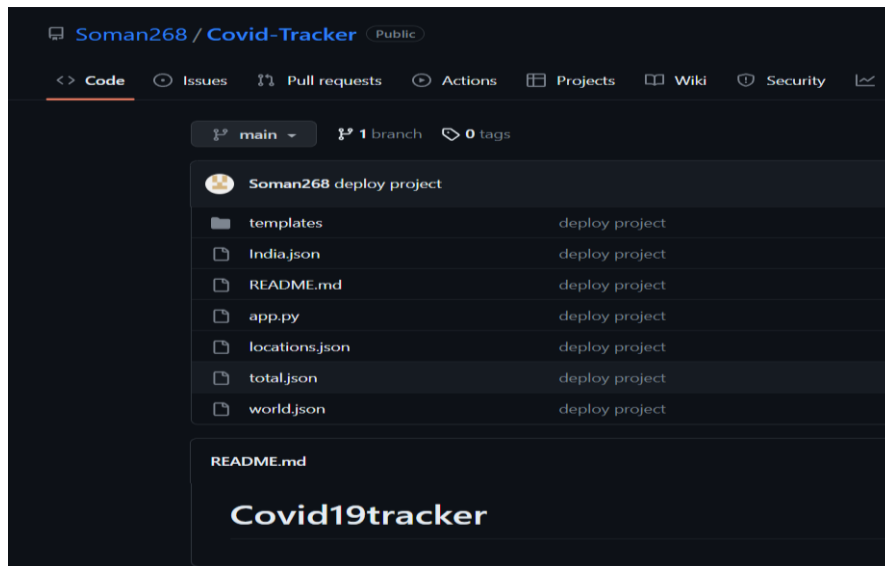 Soman268 / Covid-Tracker Public
<> Code Issues Pull requests Actions Projects Wiki Security
main 1 branch 0 tags
Soman268 deploy project
templates deploy project
India.json deploy project
README.md deploy project
app.py deploy project
locations.json deploy project
total.json deploy project
world.json deploy project
README.md
Covid19tracker